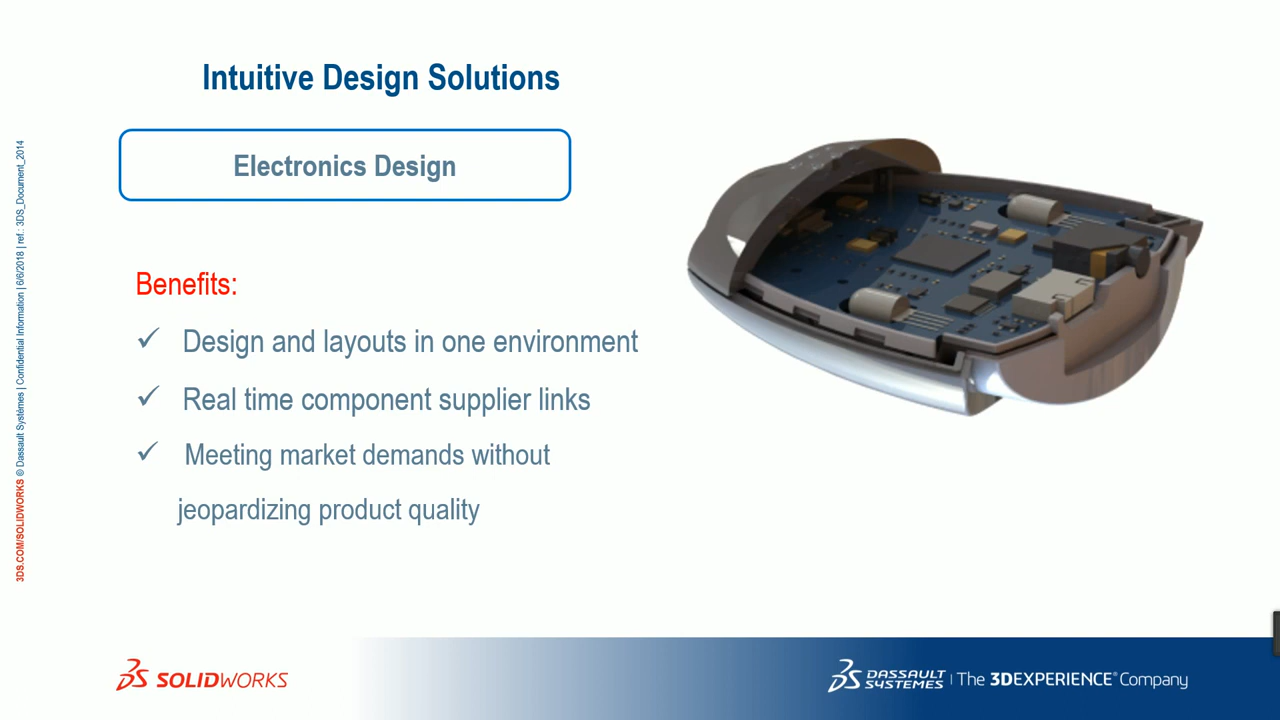 Intuitive Design Solutions
Electronics Design
Benefits:
✓ Design and layouts in one environment
✓ Real time component supplier links
✓ Meeting market demands without
jeopardizing product quality
3DS.COM/SOLIDWORKS © Dassault Systèmes | Confidential Information | 6/6/2018 | ref.: 3DS_Document_2014
SOLIDWORKS
DASSAULT SYSTEMES | The 3DEXPERIENCE® Company